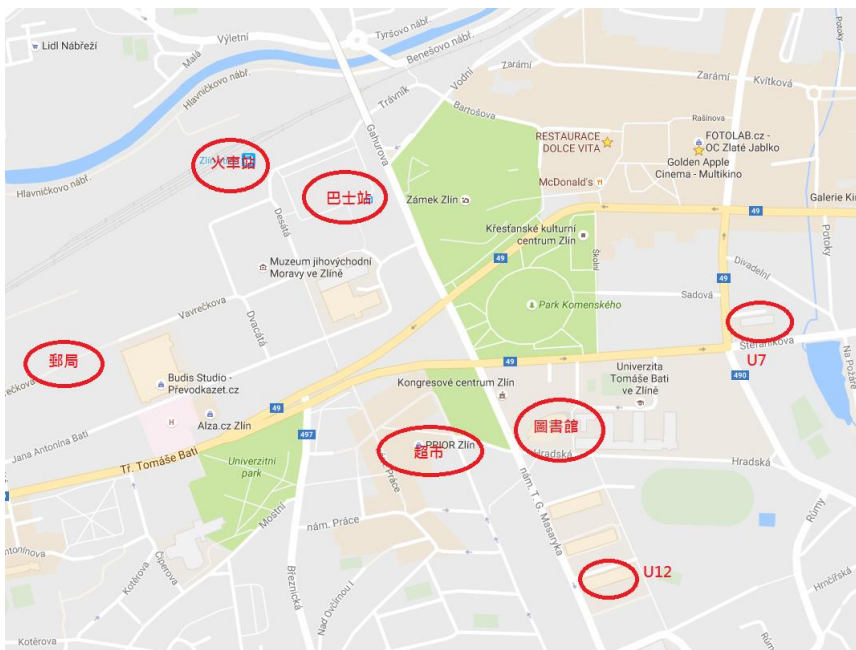 Lidl Nábřeží
Výletní
Malá
Tyršovo nábř.
Benešovo nábř.
Hlavničkovo nábř.
Trávník
Vodní
Bartošova
Zarámí
Zarámí
Kvítková
Potoky
Rašínova
RESTAURACE
DOLCE VITA
FOTOLAB.cz -
OC Zlaté Jablko
Golden Apple
Cinema - Multikino
McDonald's
Gahurova
火車站
巴士站
Hlavničkovo nábř.
Zámek Zlín
Desátá
49
Galerie
Potoky
Křesťanské kulturní
centrum Zlín
Školní
Muzeum jihovýchodní
Moravy ve Zlíně
49
49
Divadelní
Vavrečkova
Dvacátá
Park Komenského
Sadová
郵局
49
Štefánikova
U7
490
Na Požáře
Budis Studio -
Převodkazet.cz
Kongresové centrum Zlín
Univerzita
Tomáše Bati
ve Zlíně
H
Alza.cz Zlín
49
497
圖書館
Jana Antonína Bati
Tř. Tomáše Bati
PRIOR Zlín
超市
Hradská
Hradská
Univerzitní
park
49
Práce
nám. T. G. Masaryka
Růmy
Mostní
nám. Práce
Kotěrova
Čiperova
Březnická
Nad Ovčírnou I
U12
Hrnčířská
Kotěrova